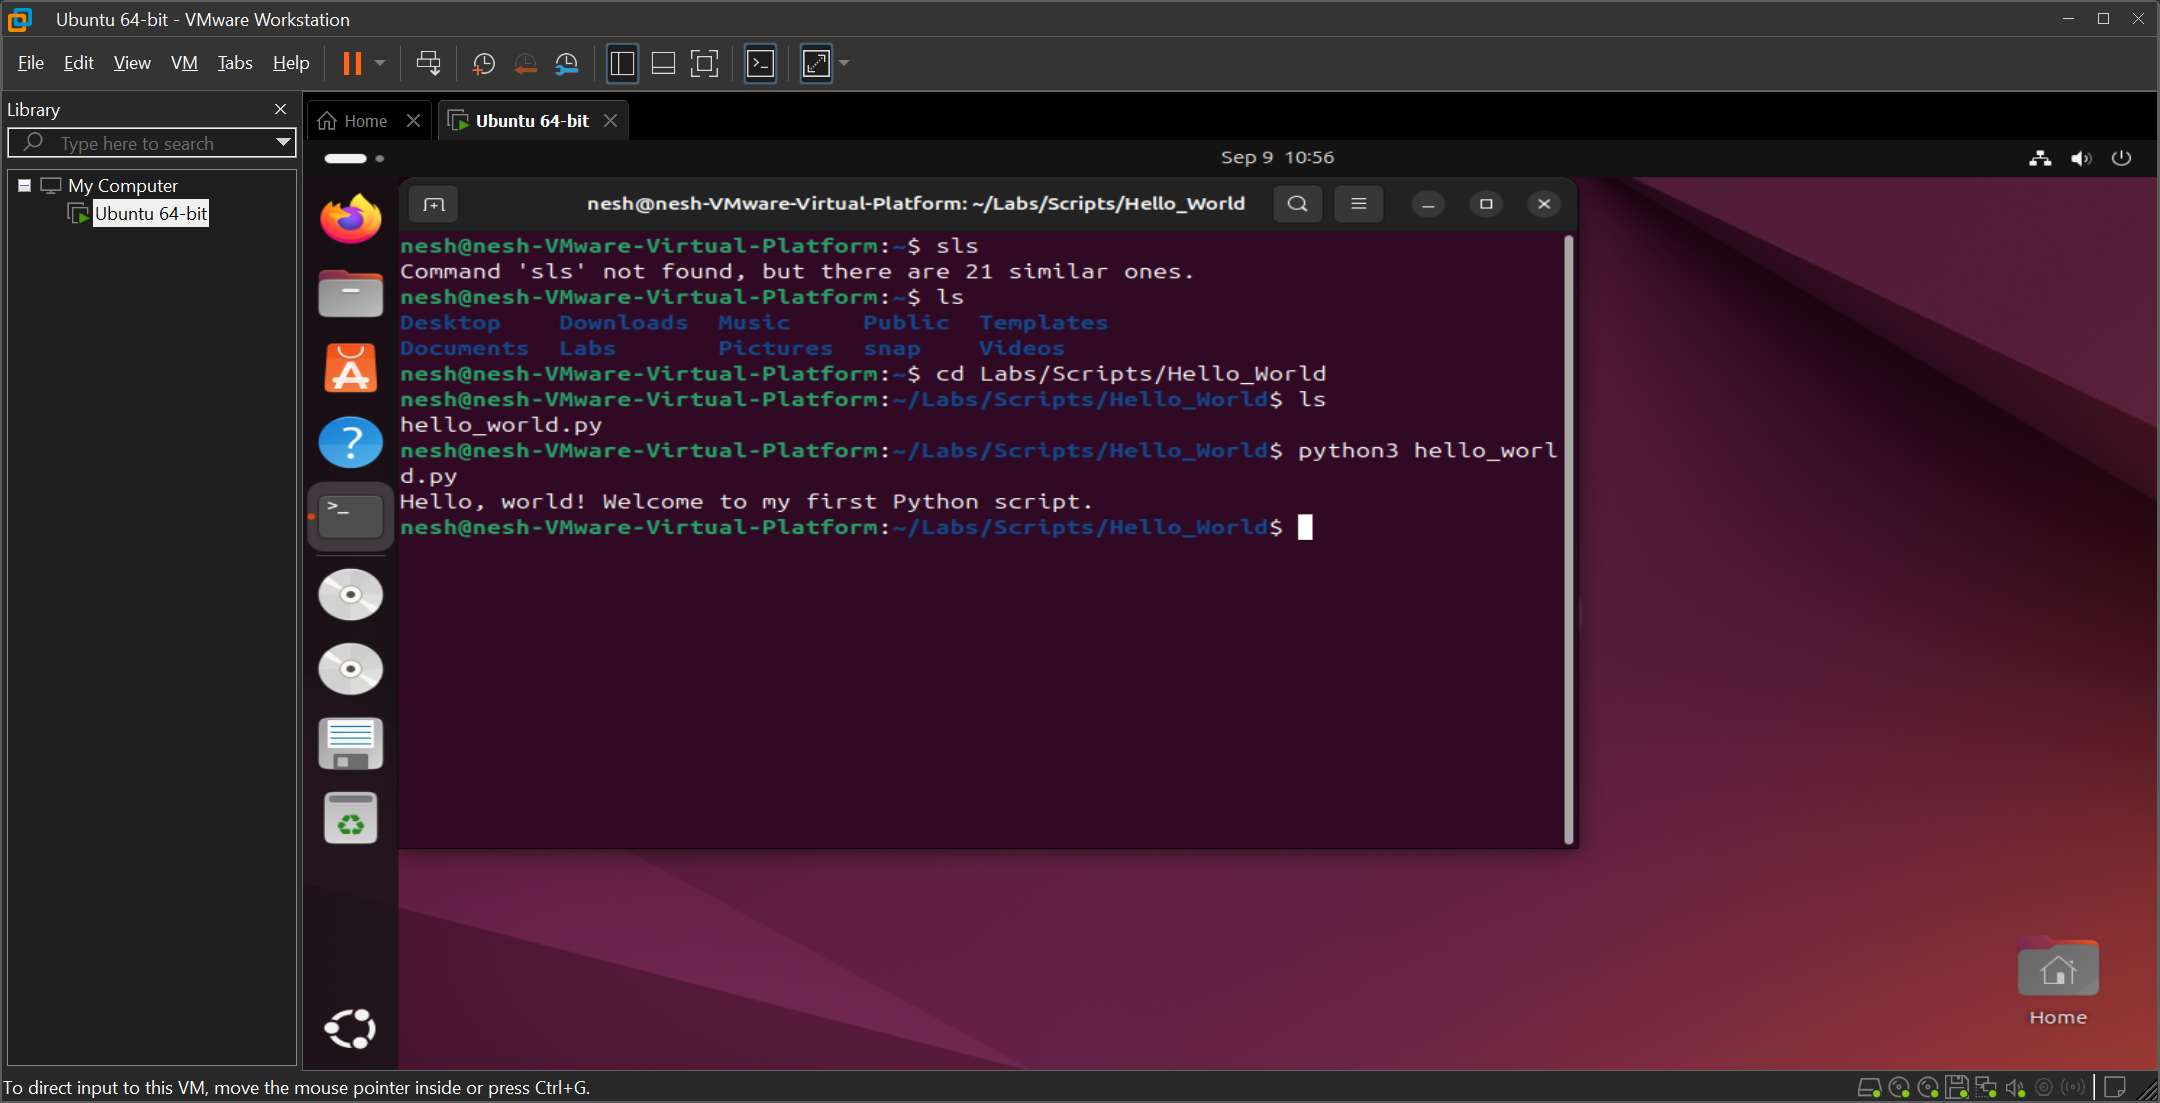 Ubuntu 64-bit - VMware Workstation
File Edit View VM Tabs Help
Library
Type here to search
My Computer
Ubuntu 64-bit
Home
Ubuntu 64-bit
Sep 9 10:56
nesh@nesh-VMware-Virtual-Platform: ~/Labs/Scripts/Hello_World
nesh@nesh-VMware-Virtual-Platform:~$ sls
Command 'sls' not found, but there are 21 similar ones.
nesh@nesh-VMware-Virtual-Platform:~$ ls
Desktop Downloads Music Public Templates
Documents Labs Pictures snap Videos
nesh@nesh-VMware-Virtual-Platform:~$ cd Labs/Scripts/Hello_World
nesh@nesh-VMware-Virtual-Platform:~/Labs/Scripts/Hello_World$ ls
hello_world.py
nesh@nesh-VMware-Virtual-Platform:~/Labs/Scripts/Hello_World$ python3 hello_worl
d.py
Hello, world! Welcome to my first Python script.
nesh@nesh-VMware-Virtual-Platform:~/Labs/Scripts/Hello_World$
Home
To direct input to this VM, move the mouse pointer inside or press Ctrl+G.